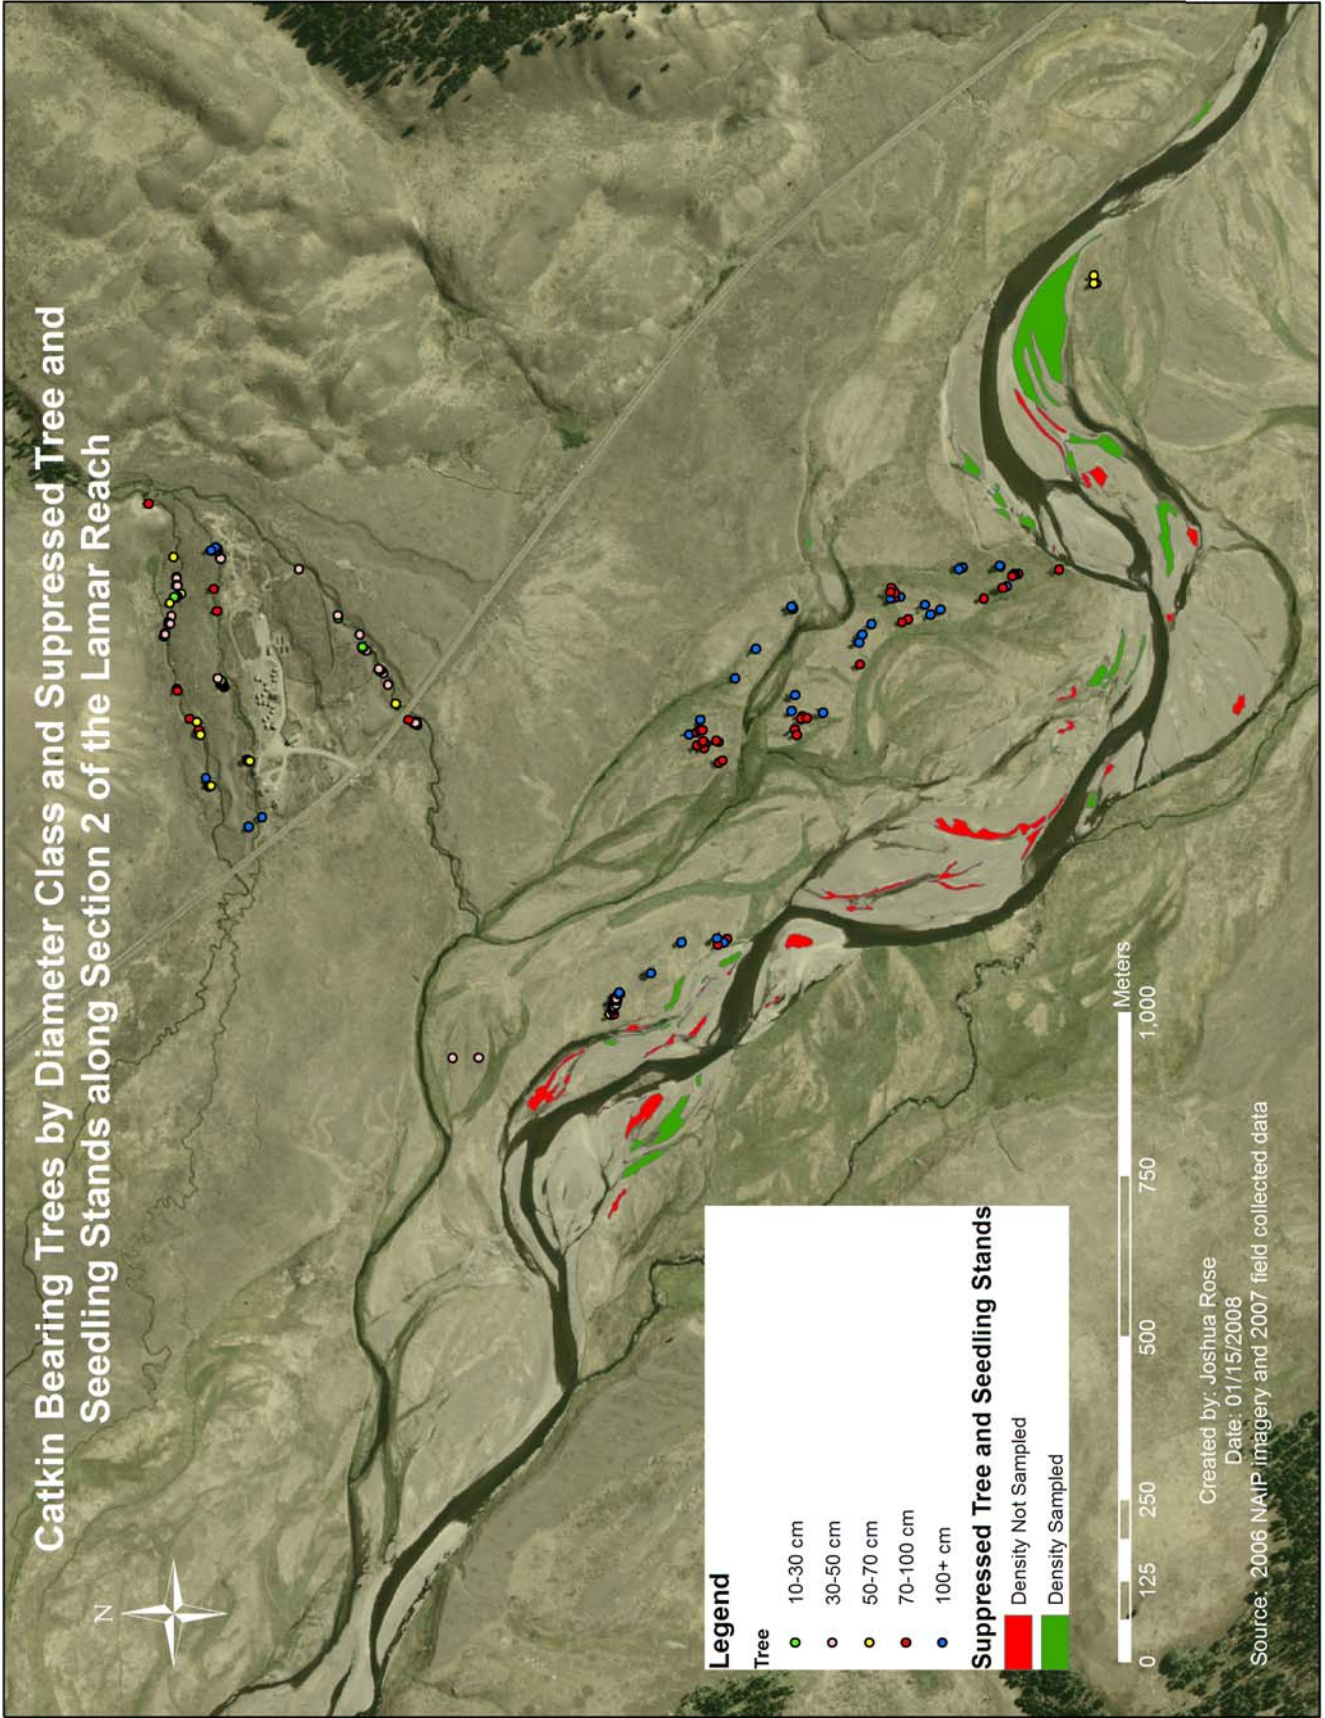 Catkin Bearing Trees by Diameter Class and Suppressed Tree and
Seedling Stands along Section 2 of the Lamar Reach
N
Legend
Tree
10-30 cm
30-50 cm
50-70 cm
70-100 cm
100+ cm
Suppressed Tree and Seedling Stands
Density Not Sampled
Density Sampled
0 125 250 500 750 1,000
Meters
Created by: Joshua Rose
Date: 01/15/2008
Source: 2006 NAIP imagery and 2007 field collected data